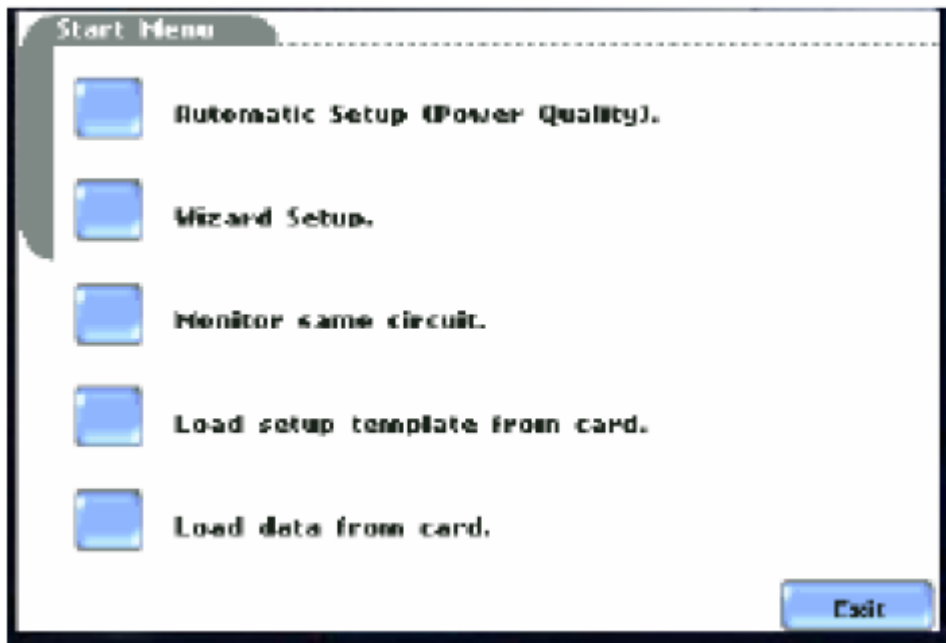 Start Menu
Automatic Setup (Power Quality).
Wizard Setup.
Monitor same circuit.
Load setup template from card.
Load data from card.
Exit